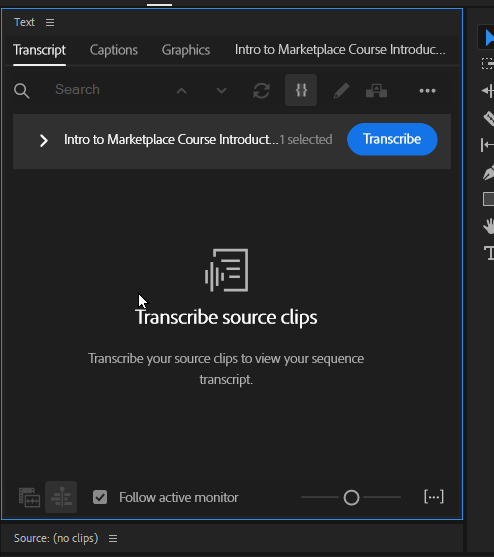 Text
Transcript Captions Graphics Intro to Marketplace Course Introduc...
Search
Intro to Marketplace Course Introduct... 1 selected Transcribe
Transcribe source clips
Transcribe your source clips to view your sequence
transcript.
Follow active monitor
Source: (no clips)